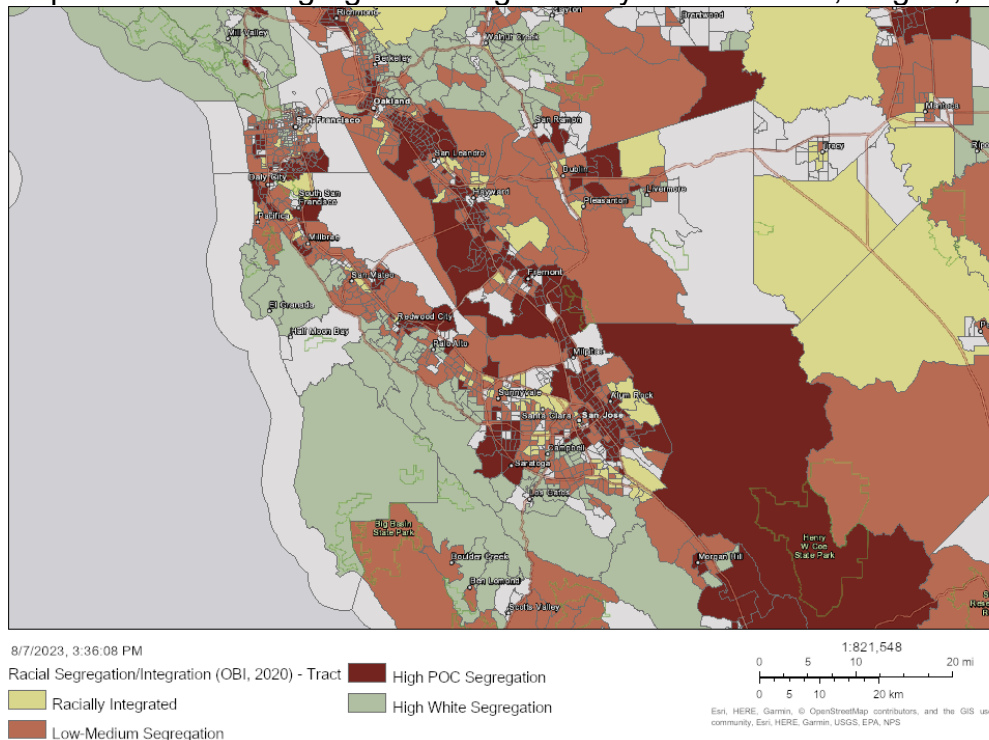 Richmond
Clayton
Brentwood
Mill Valley
Walnut Creek
Berkeley
Oakland
Manteca
San Francisco
San Ramon
Tracy
San Leandro
Dublin
Daly City
South San
Francisco
Hayward
Livermore
Pleasanton
Pacifica
Millbrae
Fremont
San Mateo
El Granada
Redwood City
Half Moon Bay
Palo Alto
Milpitas
Sunnyvale
Alum Rock
Santa Clara
San Jose
Campbell
Saratoga
Los Gatos
Big Basin
State Park
Henry
W Coe
State Park
Boulder Creek
Morgan Hill
Ben Lomond
Scotts Valley
8/7/2023, 3:36:08 PM
1:821,548
Racial Segregation/Integration (OBI, 2020) - Tract
High POC Segregation
0 5 10 20 mi
Racially Integrated
High White Segregation
0 5 10 20 km
Low-Medium Segregation
Esri, HERE, Garmin, © OpenStreetMap contributors, and the GIS
community, Esri, HERE, Garmin, USGS, EPA, NPS